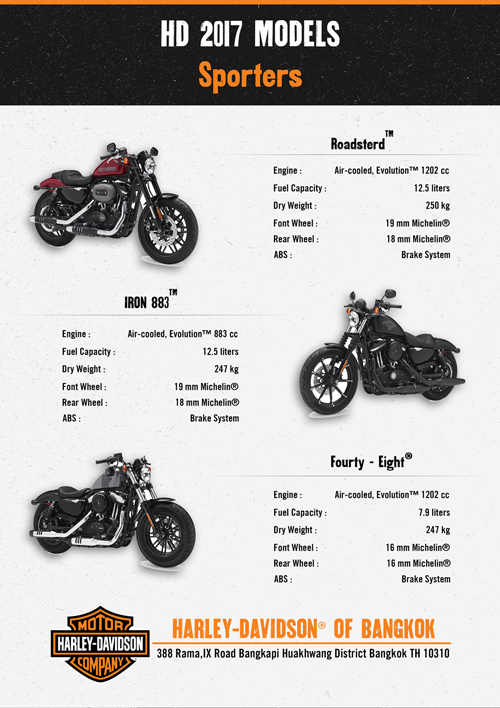 HD 2017 MODELS
Sporters
Roadsterd™
Engine : Air-cooled, Evolution™ 1202 cc
Fuel Capacity : 12.5 liters
Dry Weight : 250 kg
Font Wheel : 19 mm Michelin®
Rear Wheel : 18 mm Michelin®
ABS : Brake System
IRON 883™
Engine : Air-cooled, Evolution™ 883 cc
Fuel Capacity : 12.5 liters
Dry Weight : 247 kg
Font Wheel : 19 mm Michelin®
Rear Wheel : 18 mm Michelin®
ABS : Brake System
Fourty - Eight®
Engine : Air-cooled, Evolution™ 1202 cc
Fuel Capacity : 7.9 liters
Dry Weight : 247 kg
Font Wheel : 16 mm Michelin®
Rear Wheel : 16 mm Michelin®
ABS : Brake System
MOTOR
HARLEY-DAVIDSON
COMPANY
HARLEY-DAVIDSON® OF BANGKOK
388 Rama,IX Road Bangkapi Huakhwang District Bangkok TH 10310